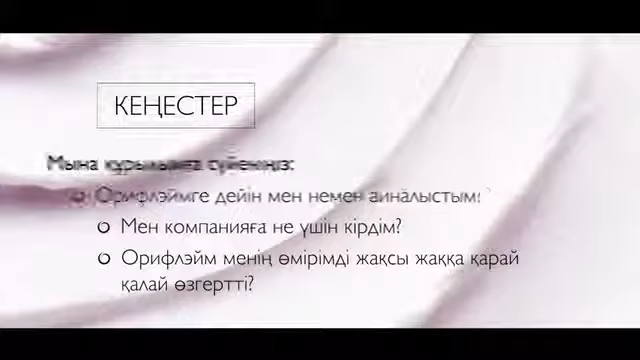 КЕҢЕСТЕР
Мына құрылымға сүйеніңіз:
Орифлэймге дейін мен немен айналыстым?
Мен компанияға не үшін кірдім?
Орифлэйм менің өмірімді жақсы жаққа қарай
қалай өзгертті?